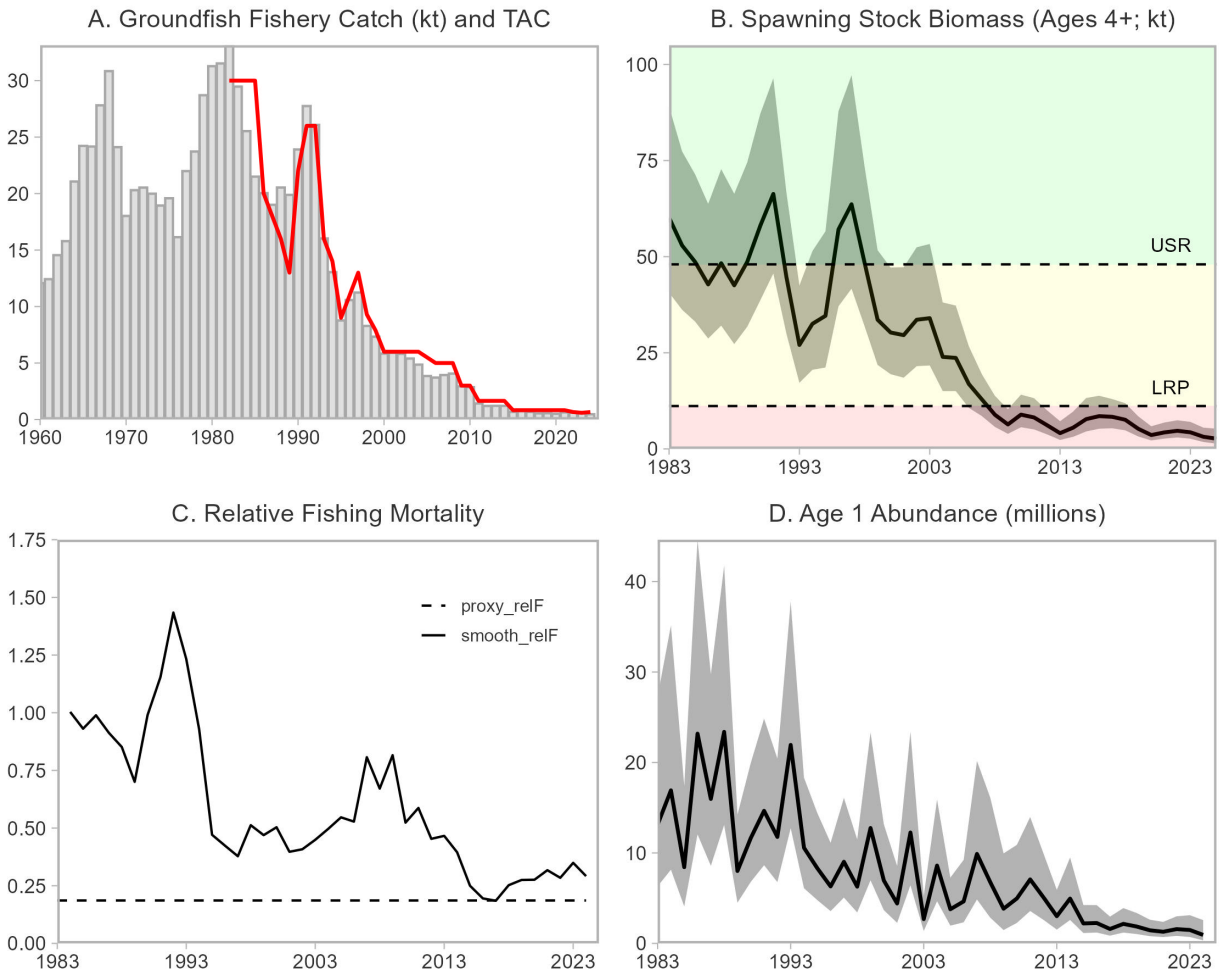 A. Groundfish Fishery Catch (kt) and TAC
30
25
20
15
10
5
0
1960 1970 1980 1990 2000 2010 2020
B. Spawning Stock Biomass (Ages 4+; kt)
100
75
50
25
0
USR
LRP
1983 1993 2003 2013 2023
C. Relative Fishing Mortality
1.75
1.50
1.25
1.00
0.75
0.50
0.25
0.00
proxy_relF
smooth_relF
1983 1993 2003 2013 2023
D. Age 1 Abundance (millions)
40
30
20
10
0
1983 1993 2003 2013 2023